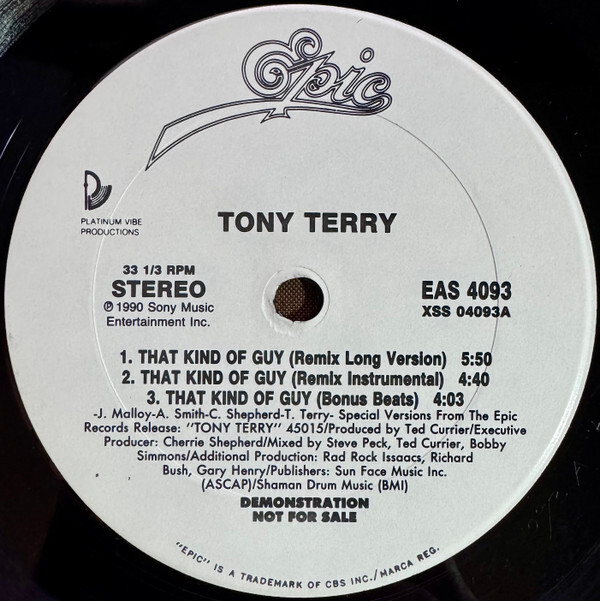 Epic
PLATINUM VIBE
PRODUCTIONS
TONY TERRY
33 1/3 RPM
STEREO
℗ 1990 Sony Music
Entertainment Inc.
EAS 4093
XSS 04093A
1. THAT KIND OF GUY (Remix Long Version) 5:50
2. THAT KIND OF GUY (Remix Instrumental) 4:40
3. THAT KIND OF GUY (Bonus Beats) 4:03
-J. Malloy-A. Smith-C. Shepherd-T. Terry- Special Versions From The Epic
Records Release: "TONY TERRY" 45015/Produced by Ted Currier/Executive
Producer: Cherrie Shepherd/Mixed by Steve Peck, Ted Currier, Bobby
Simmons/Additional Production: Rad Rock Issaacs, Richard
Bush, Gary Henry/Publishers: Sun Face Music Inc.
(ASCAP)/Shaman Drum Music (BMI)
DEMONSTRATION
NOT FOR SALE
"EPIC" IS A TRADEMARK OF CBS INC./MARCA REG.